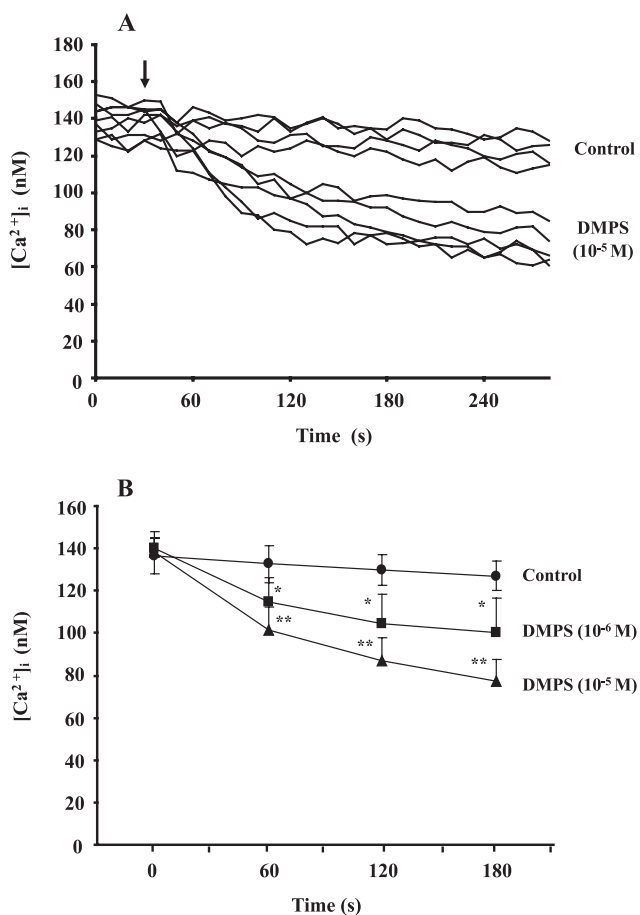 A
[Ca²⁺]i (nM)
180
160
140
120
100
80
60
40
20
0
Control
DMPS
(10⁻⁵ M)
0 60 120 180 240
Time (s)
B
[Ca²⁺]i (nM)
160
140
120
100
80
60
40
20
0
Control
* * *
DMPS (10⁻⁶ M)
** ** **
DMPS (10⁻⁵ M)
0 60 120 180
Time (s)